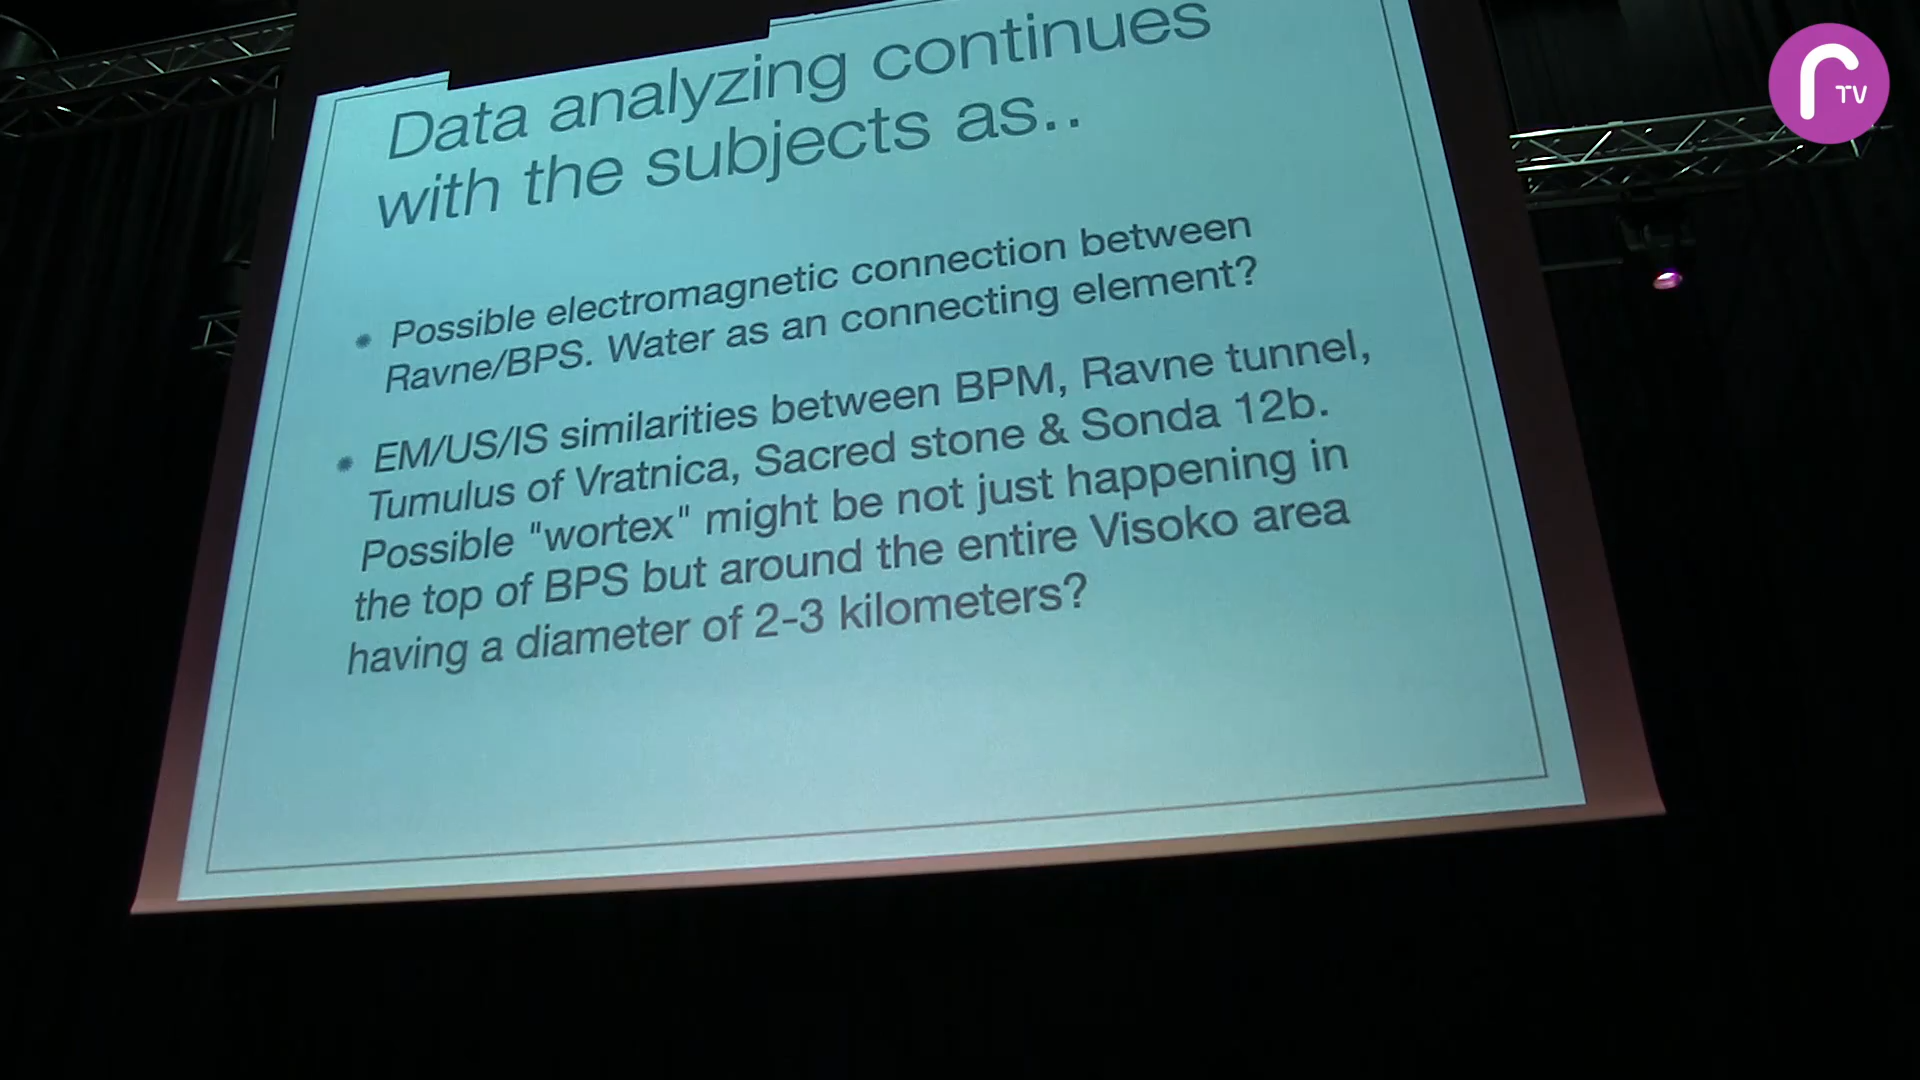 Data analyzing continues
with the subjects as..
Possible electromagnetic connection between
Ravne/BPS. Water as an connecting element?
EM/US/IS similarities between BPM, Ravne tunnel,
Tumulus of Vratnica, Sacred stone & Sonda 12b.
Possible "wortex" might be not just happening in
the top of BPS but around the entire Visoko area
having a diameter of 2-3 kilometers?
r TV